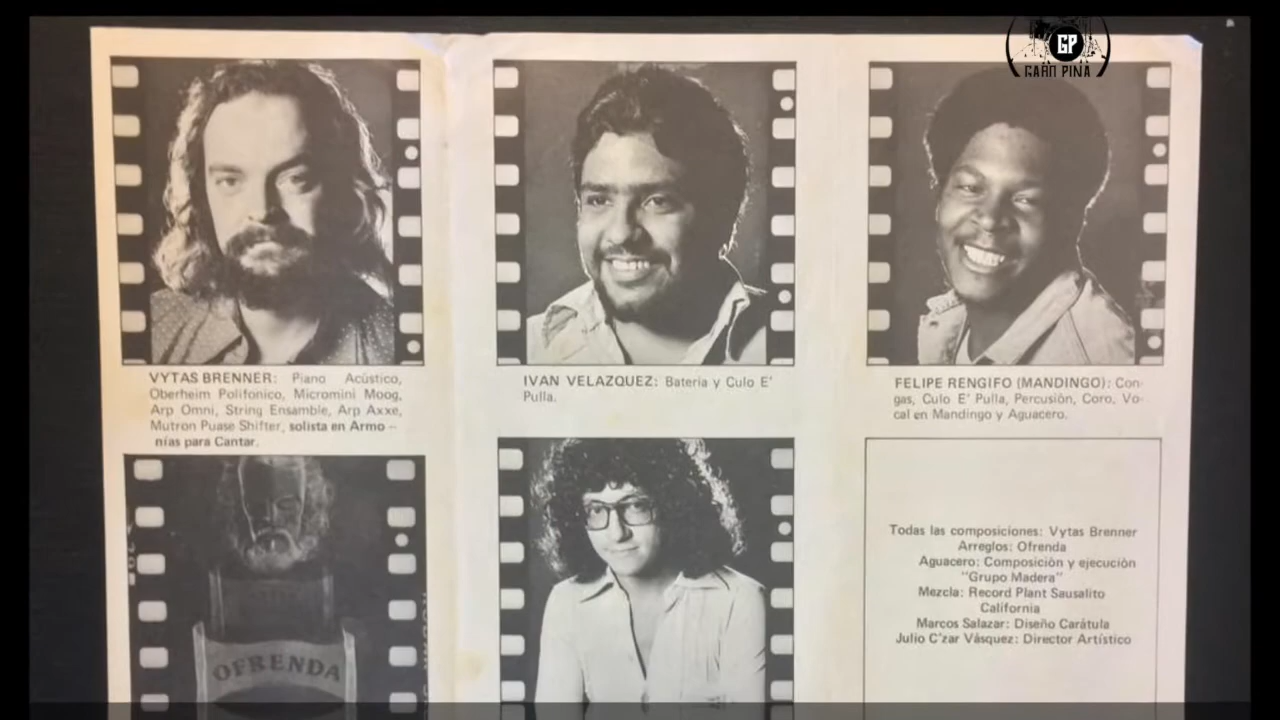 GP
GABO PINA
VYTAS BRENNER: Piano Acústico,
Oberheim Polifonico, Micromini Moog,
Arp Omni, String Ensamble, Arp Axxe,
Mutron Puase Shifter, solista en Armo –
nías para Cantar.
IVAN VELAZQUEZ: Bateria y Culo E'
Pulla.
FELIPE RENGIFO (MANDINGO): Con-
gas, Culo E' Pulla, Percusión, Coro, Vo-
cal en Mandingo y Aguacero.
OFRENDA
Todas las composiciones: Vytas Brenner
Arreglos: Ofrenda
Aguacero: Composición y ejecución
"Grupo Madera"
Mezcla: Record Plant Sausalito
California
Marcos Salazar: Diseño Carátula
Julio C'zar Vásquez: Director Artístico